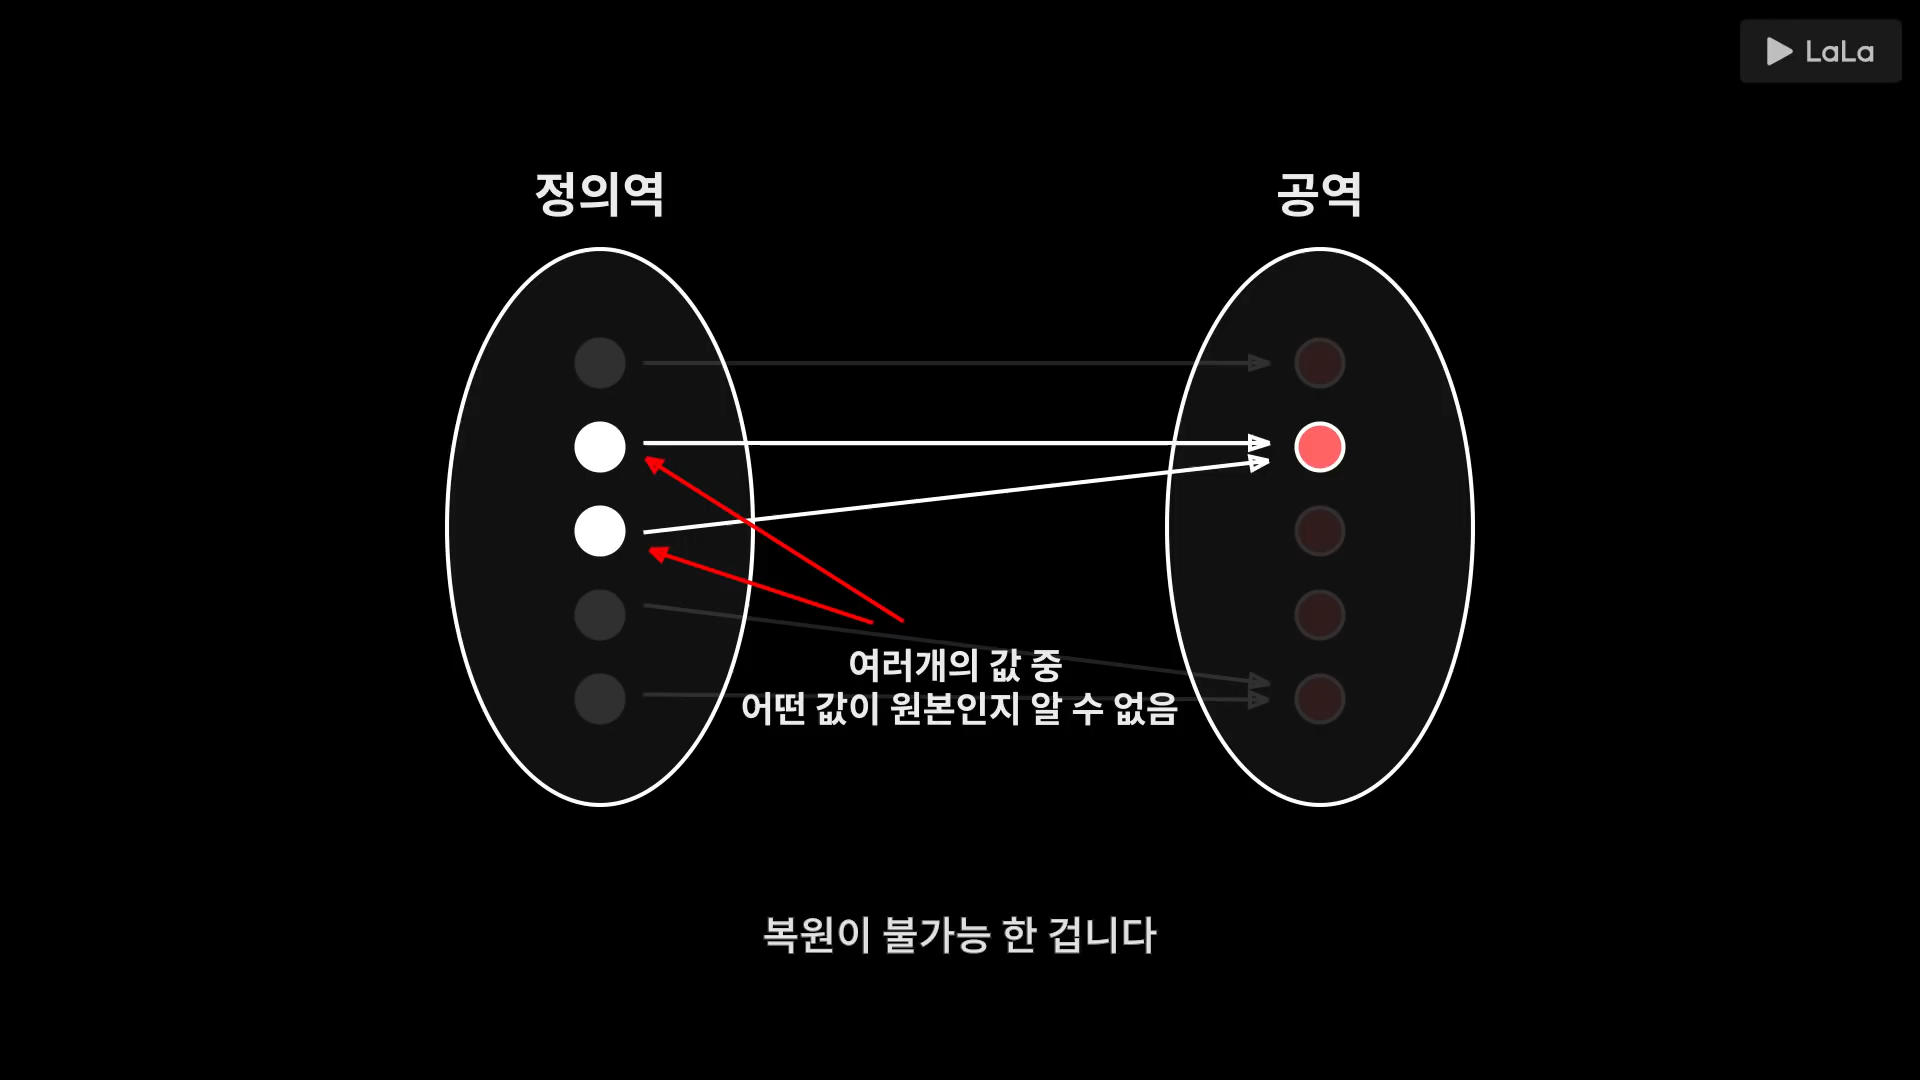 LaLa
정의역
공역
여러개의 값 중
어떤 값이 원본인지 알 수 없음
복원이 불가능 한 겁니다